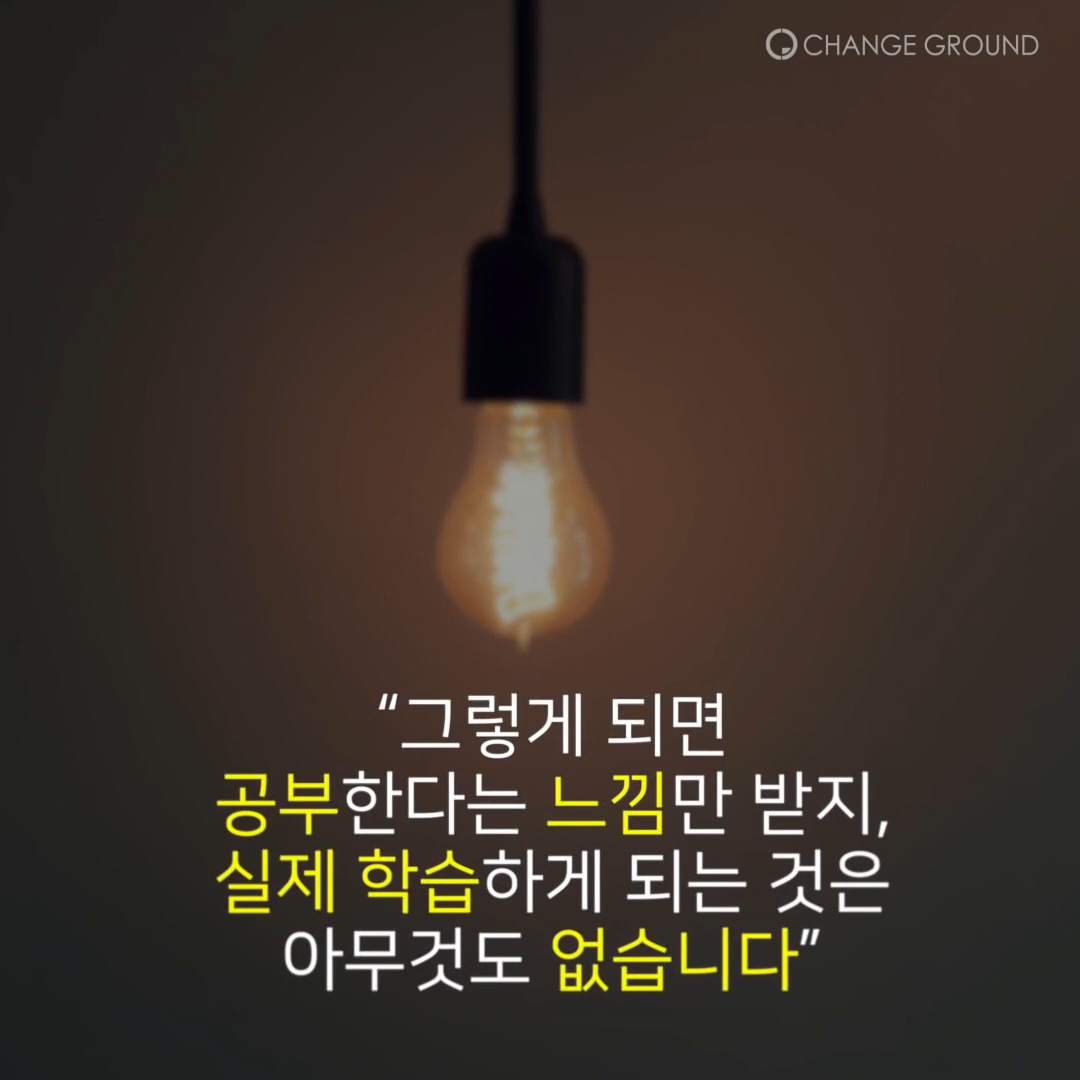 CHANGE GROUND
“그렇게 되면
공부한다는 느낌만 받지,
실제 학습하게 되는 것은
아무것도 없습니다”